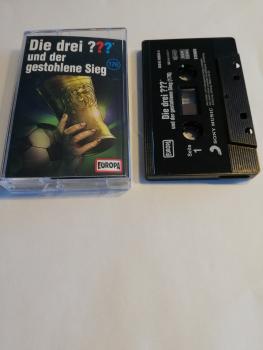 Die drei ???
und der
gestohlene Sieg
176
EUROPA
Die drei ???
und der gestohlene Sieg (176)
EUROPA
Seite
1
SONY MUSIC